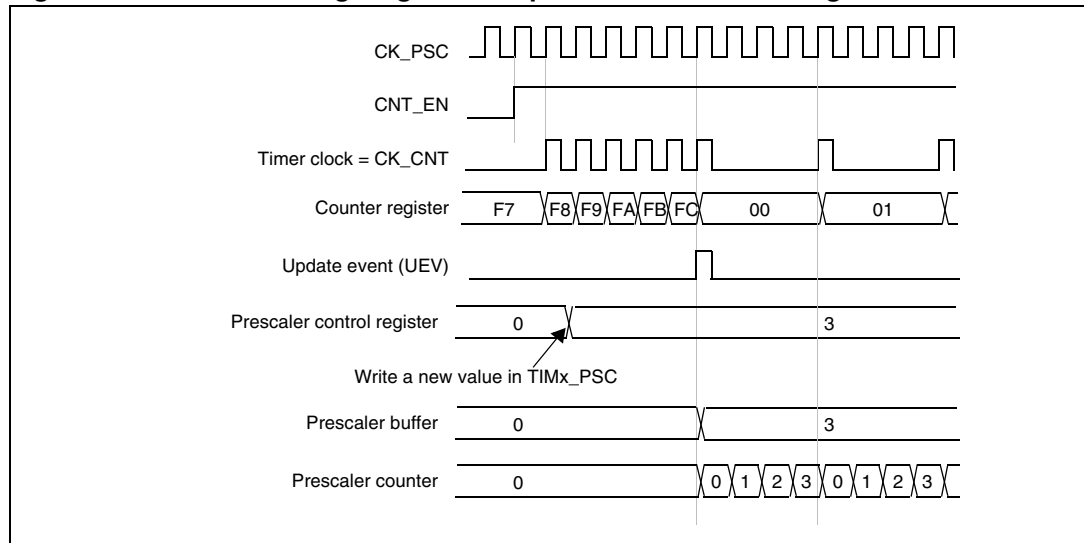 CK_PSC
CNT_EN
Timer clock = CK_CNT
Counter register F7 F8 F9 FA FB FC 00 01
Update event (UEV)
Prescaler control register 0 3
Write a new value in TIMx_PSC
Prescaler buffer 0 3
Prescaler counter 0 0 1 2 3 0 1 2 3